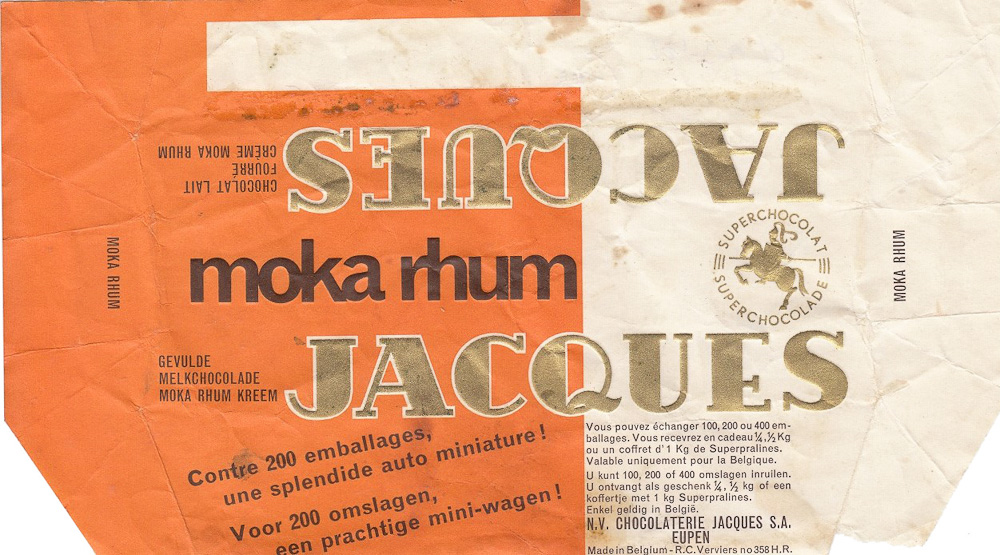 JACQUES
CHOCOLAT LAIT
FOURRÉ
CRÈME MOKA RHUM
SUPERCHOCOLAT
SUPERCHOCOLADE
MOKA RHUM
moka rhum
MOKA RHUM
JACQUES
GEVULDE
MELKCHOCOLADE
MOKA RHUM KREEM
Contre 200 emballages,
une splendide auto miniature !
Voor 200 omslagen,
een prachtige mini-wagen !
Vous pouvez échanger 100, 200 ou 400 em-
ballages. Vous recevrez en cadeau ¼, ½ Kg
ou un coffret d'1 Kg de Superpralines.
Valable uniquement pour la Belgique.
U kunt 100, 200 of 400 omslagen inruilen.
U ontvangt als geschenk ¼, ½ kg of een
koffertje met 1 kg Superpralines.
Enkel geldig in België.
N.V. CHOCOLATERIE JACQUES S.A.
EUPEN
Made in Belgium - R.C. Verviers no 358 H.R.